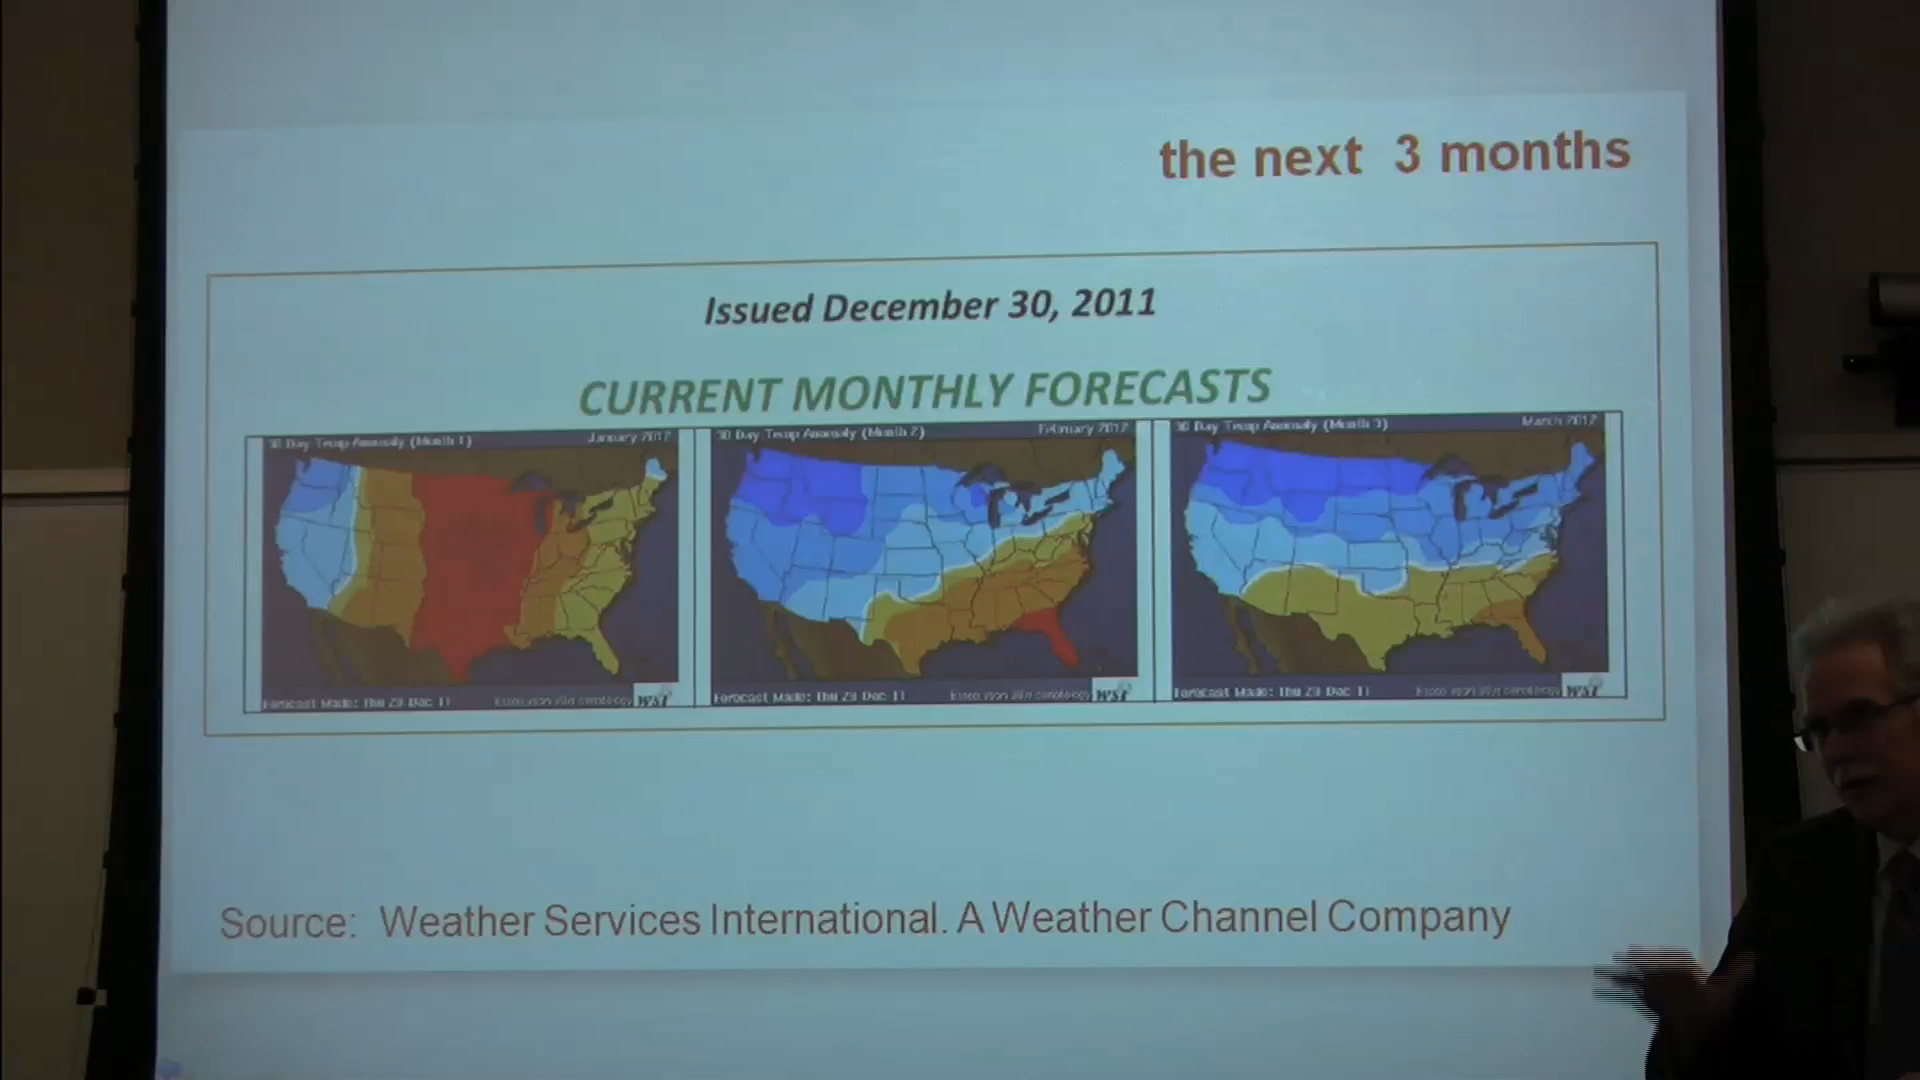 the next 3 months
Issued December 30, 2011
CURRENT MONTHLY FORECASTS
30 Day Temp Anomaly (Month 1) January 2012
30 Day Temp Anomaly (Month 2) February 2012
30 Day Temp Anomaly (Month 3) March 2012
Forecast Made: Thu 29 Dec 11 WSI
Forecast Made: Thu 29 Dec 11 WSI
Forecast Made: Thu 29 Dec 11 WSI
Source: Weather Services International. A Weather Channel Company